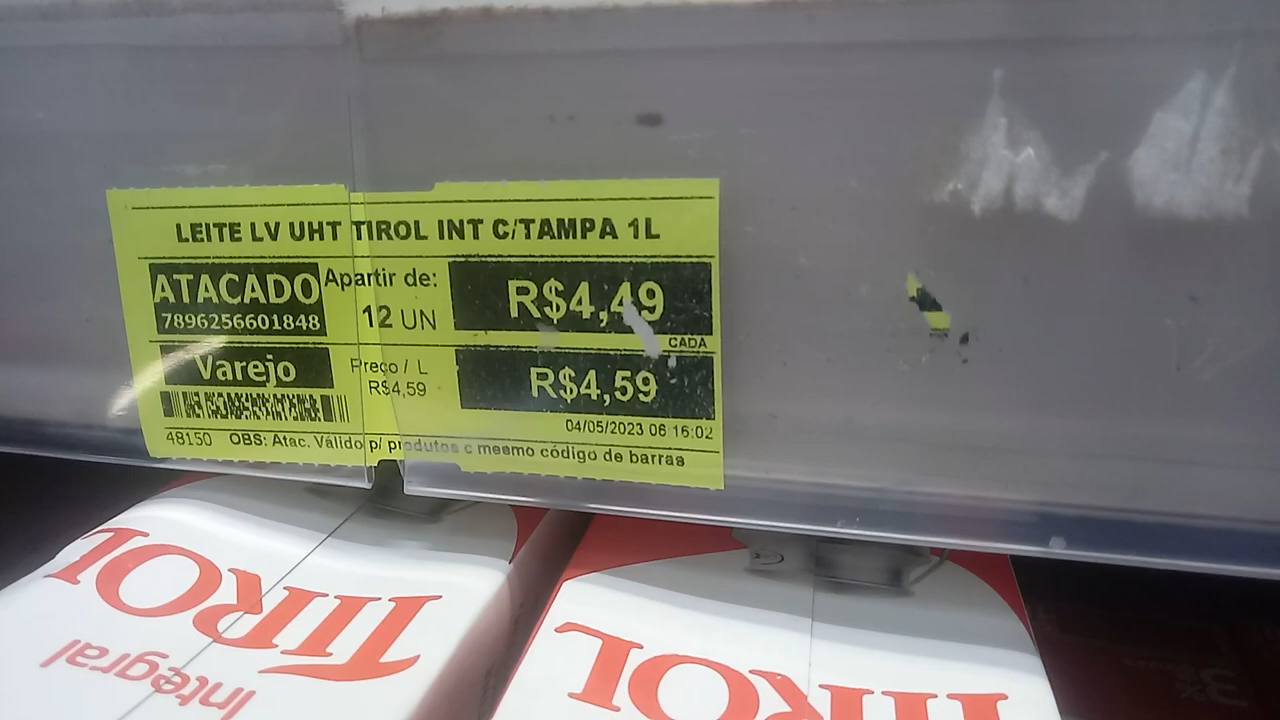 LEITE LV UHT TIROL INT C/TAMPA 1L
ATACADO
7896256601848
Apartir de:
12 UN
R$4,49
CADA
Varejo
Preço / L
R$4,59
R$4,59
04/05/2023 06 16:02
48150 OBS: Atac. Válido p/ produtos c mesmo código de barras
TIROL
Integral
TIROL
3%